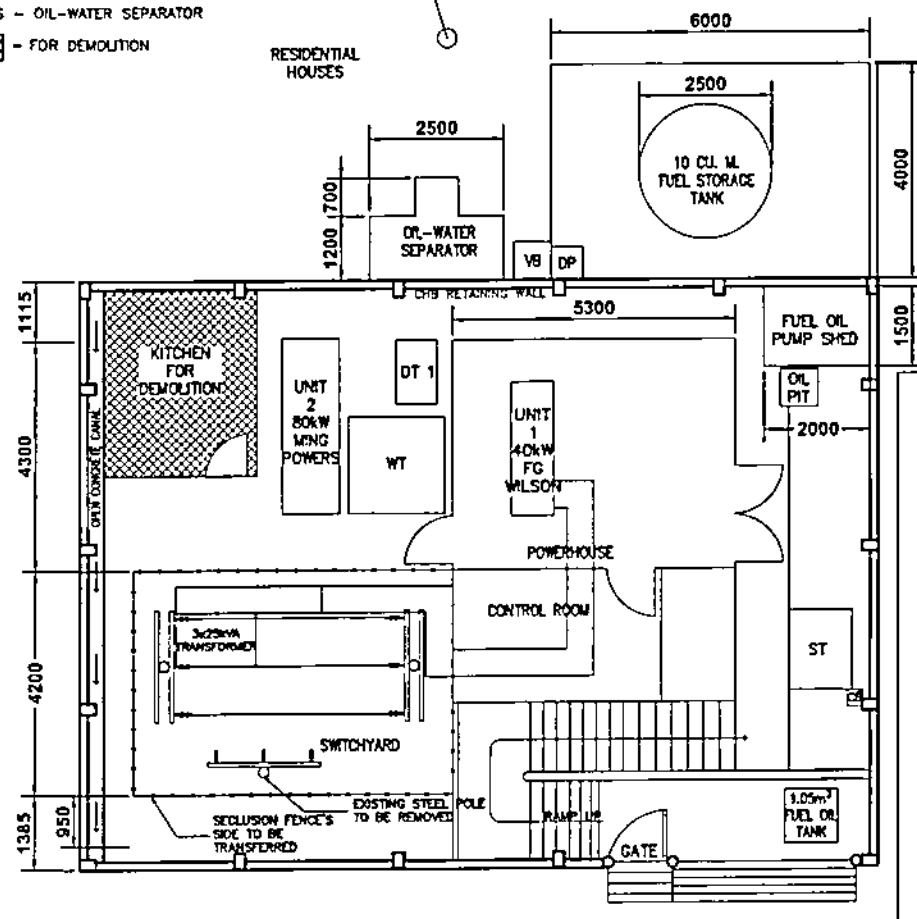 - OIL-WATER SEPARATOR
- FOR DEMOLITION
RESIDENTIAL
HOUSES
6000
2500
2500
4000
10 CU. M.
FUEL STORAGE
TANK
700
1200
OIL-WATER
SEPARATOR
VB
DP
CHB RETAINING WALL
1115
5300
FUEL OIL
PUMP SHED
1500
KITCHEN
FOR
DEMOLITION
DT 1
OIL
PIT
UNIT
2
80kW
MING
POWERS
UNIT
1
40kW
FG
WILSON
2000
4300
OPEN CONCRETE CANAL
WT
POWERHOUSE
CONTROL ROOM
3x25kVA
TRANSFORMER
ST
4200
SWITCHYARD
EXISTING STEEL POLE
TO BE REMOVED
SECLUSION FENCE'S
SIDE TO BE
TRANSFERRED
RAMP UP
FUEL OIL
TANK
1385
950
GATE